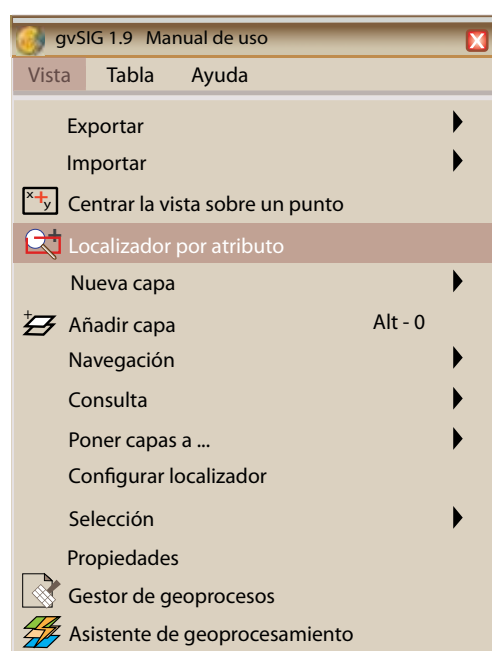 gvSIG 1.9 Manual de uso
Vista Tabla Ayuda
Exportar
Importar
x+y Centrar la vista sobre un punto
Localizador por atributo
Nueva capa
Añadir capa Alt - 0
Navegación
Consulta
Poner capas a ...
Configurar localizador
Selección
Propiedades
Gestor de geoprocesos
Asistente de geoprocesamiento